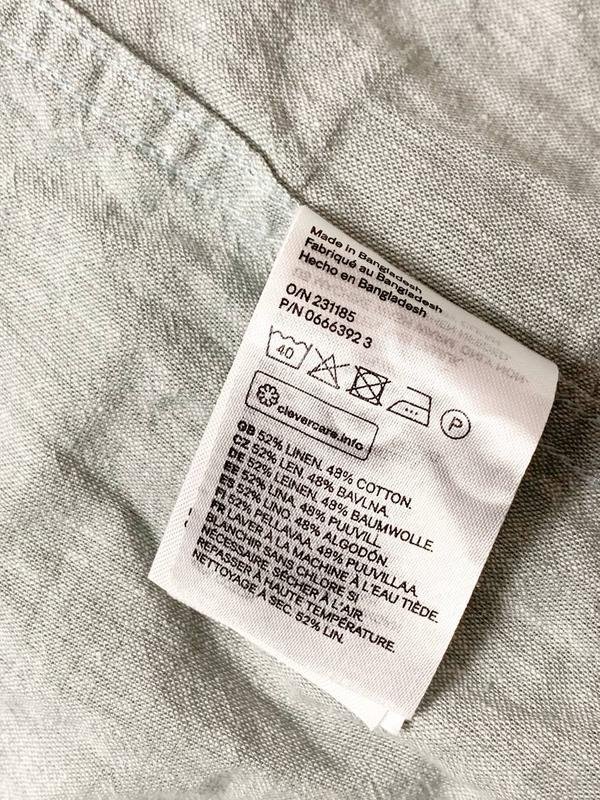 Made in Bangladesh
Fabriqué au Bangladesh
Hecho en Bangladesh
O/N 231185
P/N 0666392 3
40 P
clevercare.info
GB 52% LINEN. 48% COTTON.
CZ 52% LEN. 48% BAVLNA.
DE 52% LEINEN. 48% BAUMWOLLE.
EE 52% LINA. 48% PUUVILL.
ES 52% LINO. 48% ALGODÓN.
FI 52% PELLAVAA. 48% PUUVILLAA.
FR LAVER À LA MACHINE À L'EAU TIÈDE.
BLANCHIR SANS CHLORE SI
NÉCESSAIRE. SÉCHER À L'AIR.
REPASSER À HAUTE TEMPÉRATURE.
NETTOYAGE À SEC. 52% LIN.